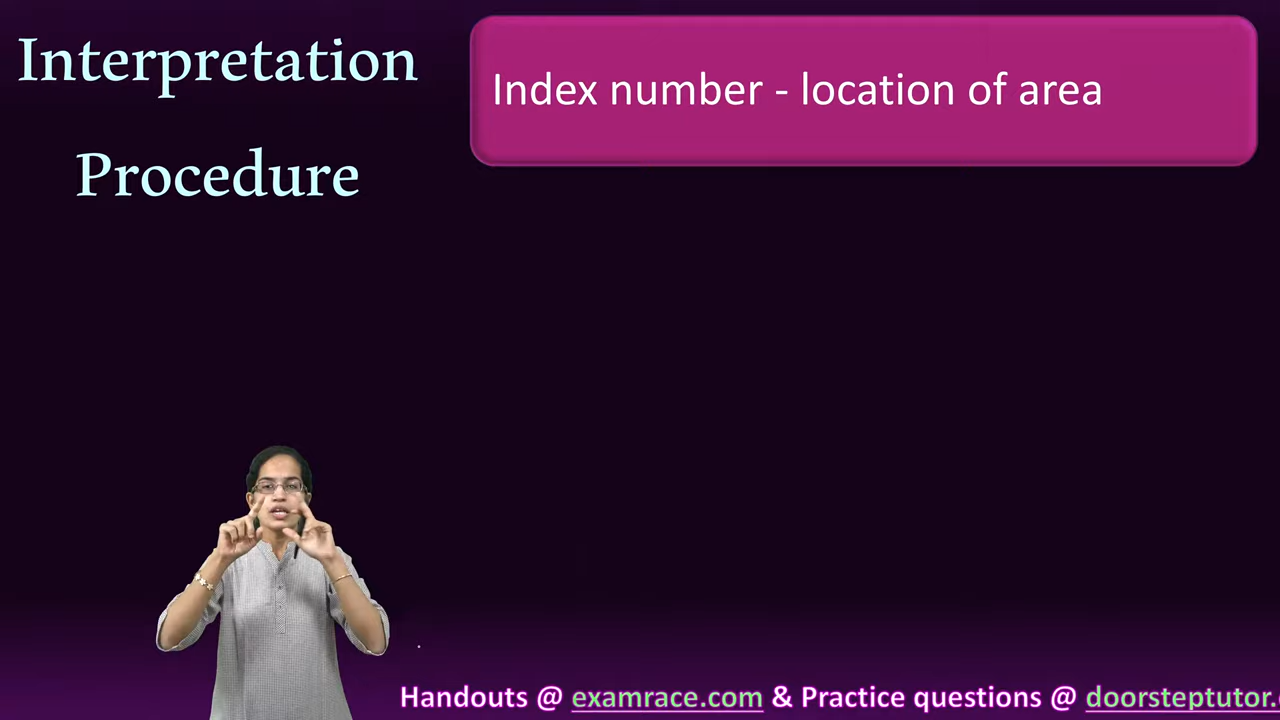 Interpretation
Procedure
Index number - location of area
Handouts @ examrace.com & Practice questions @ doorsteptutor.